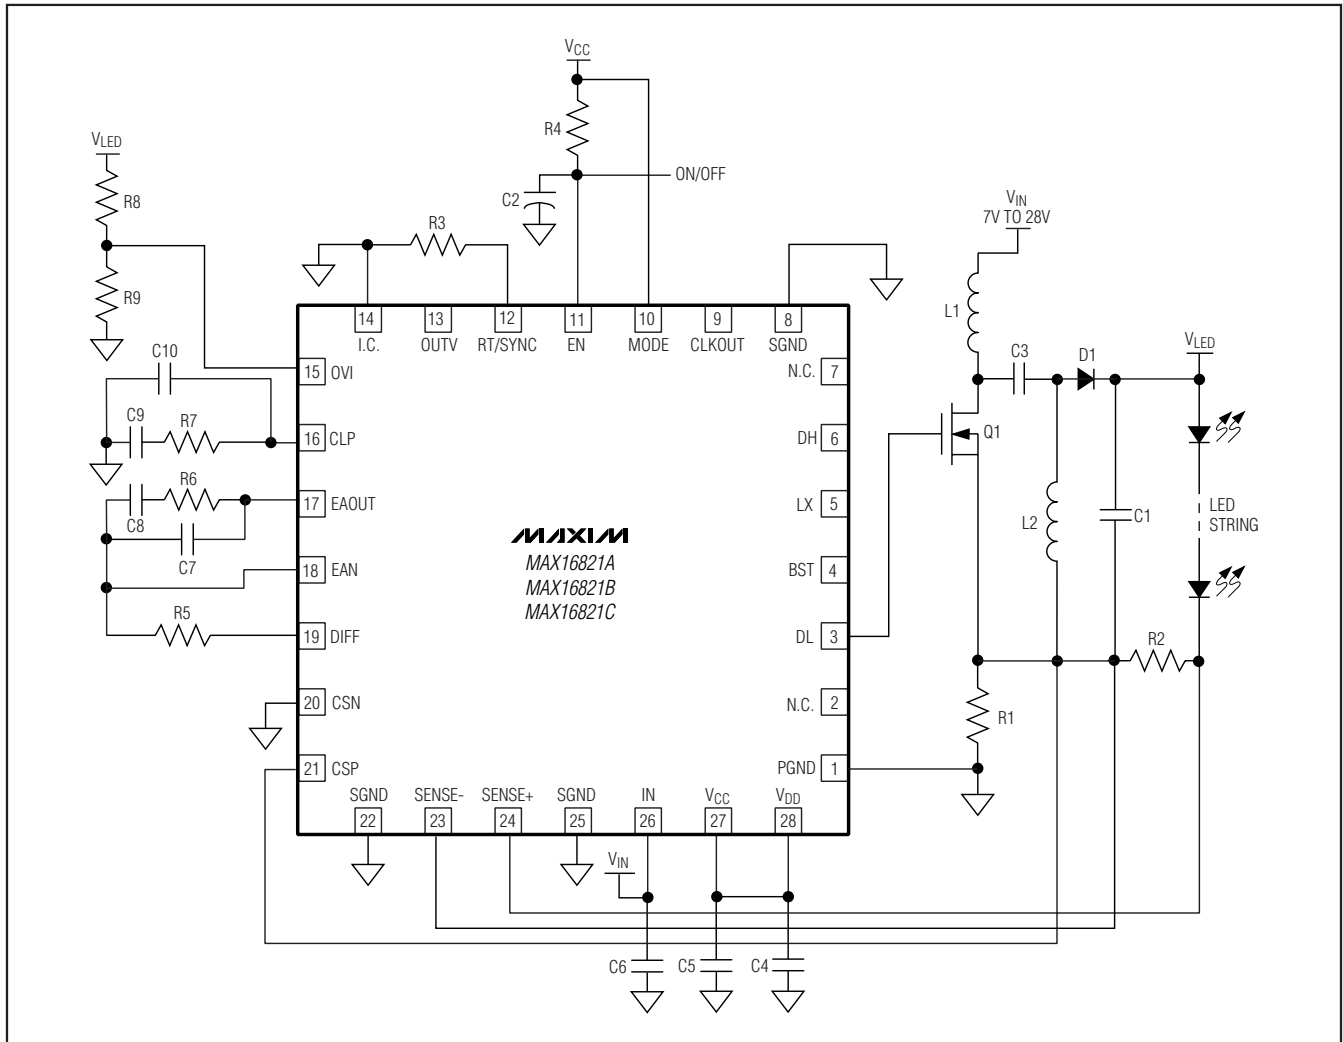 VCC
R4
VLED
R8
ON/OFF
C2
R3
VIN
7V TO 28V
R9
L1
14
13
12
11
10
9
8
I.C.
OUTV
RT/SYNC
EN
MODE
CLKOUT
SGND
C10
C3
D1
VLED
15
OVI
N.C.
7
C9
R7
16
CLP
DH
6
Q1
R6
C8
17
EAOUT
LX
5
L2
C1
LED
STRING
C7
MAXIM
MAX16821A
MAX16821B
MAX16821C
18
EAN
BST
4
R5
19
DIFF
DL
3
R2
20
CSN
N.C.
2
R1
21
CSP
PGND
1
SGND
SENSE-
SENSE+
SGND
IN
VCC
VDD
22
23
24
25
26
27
28
VIN
C6
C5
C4